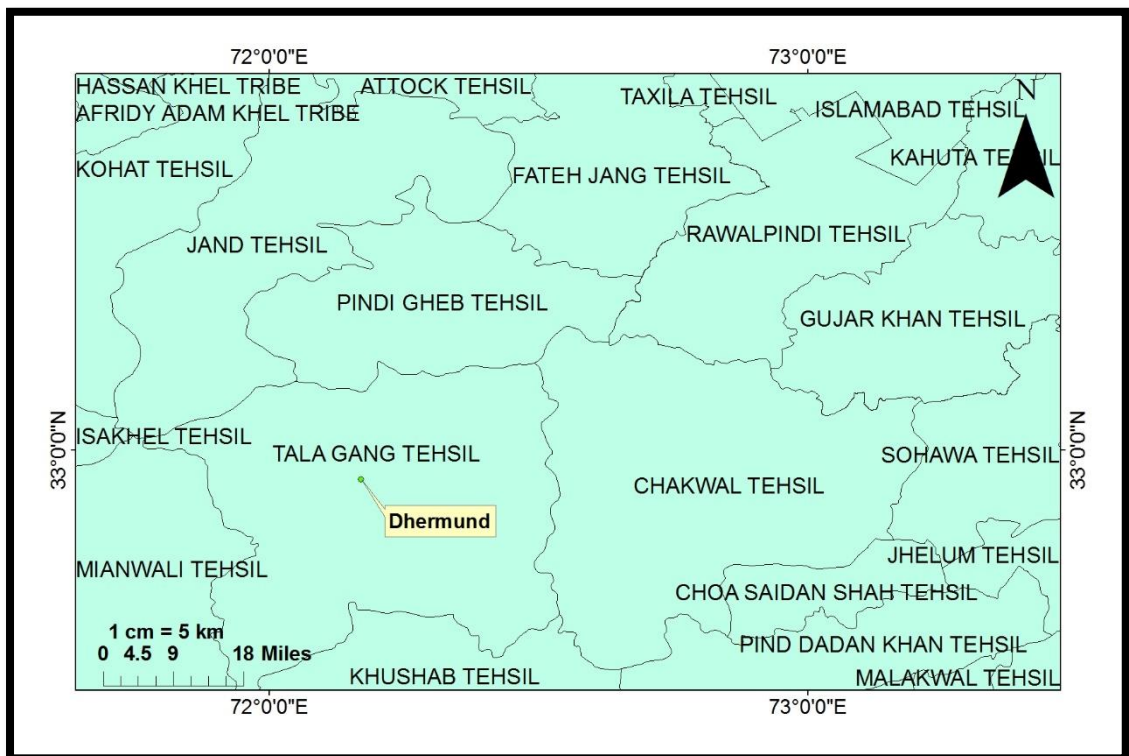 72°0'0"E
73°0'0"E
HASSAN KHEL TRIBE
ATTOCK TEHSIL
TAXILA TEHSIL
N
AFRIDY ADAM KHEL TRIBE
ISLAMABAD TEHSIL
KOHAT TEHSIL
FATEH JANG TEHSIL
KAHUTA TEHSIL
JAND TEHSIL
RAWALPINDI TEHSIL
PINDI GHEB TEHSIL
GUJAR KHAN TEHSIL
33°0'0"N
ISAKHEL TEHSIL
TALA GANG TEHSIL
SOHAWA TEHSIL
33°0'0"N
CHAKWAL TEHSIL
Dhermund
MIANWALI TEHSIL
JHELUM TEHSIL
CHOA SAIDAN SHAH TEHSIL
1 cm = 5 km
0 4.5 9 18 Miles
PIND DADAN KHAN TEHSIL
KHUSHAB TEHSIL
MALAKWAL TEHSIL
72°0'0"E
73°0'0"E